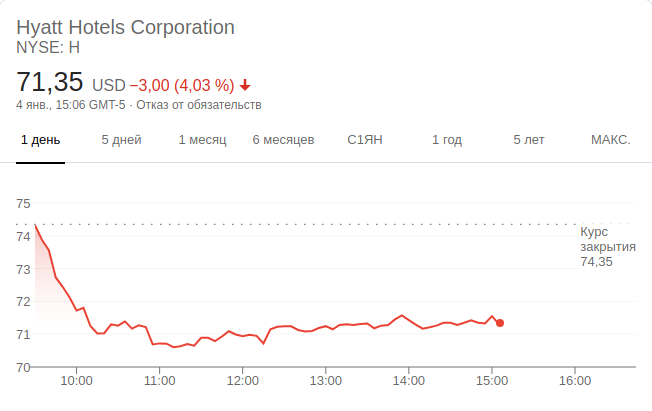 Hyatt Hotels Corporation
NYSE: H
71,35 USD −3,00 (4,03 %)
4 янв., 15:06 GMT-5 · Отказ от обязательств
1 день 5 дней 1 месяц 6 месяцев С1ЯН 1 год 5 лет МАКС.
75
74
73
72
71
70
Курс
закрытия
74,35
10:00 11:00 12:00 13:00 14:00 15:00 16:00